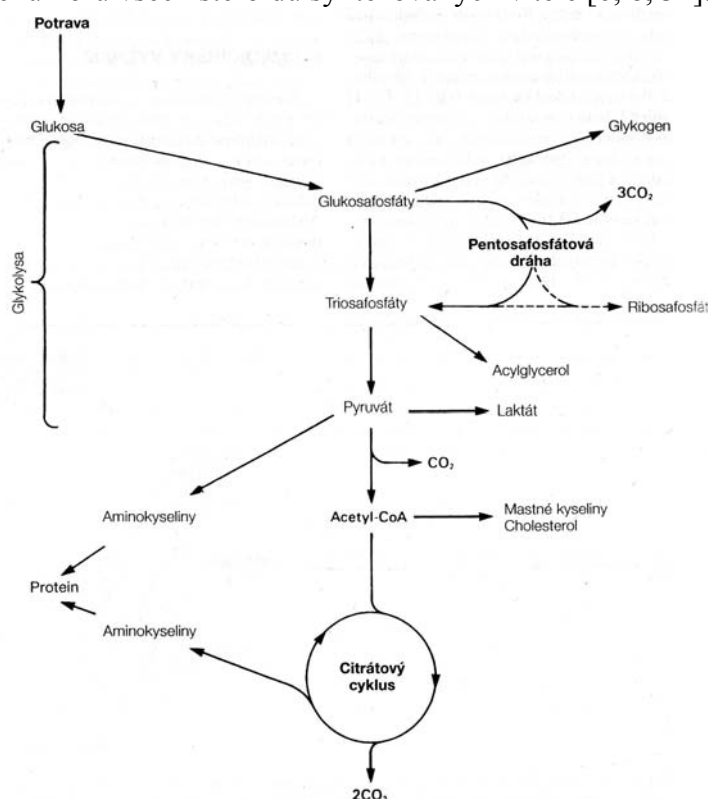 Potrava
Glukosa
Glykogen
Glukosafosfáty
3CO₂
Pentosafosfátová
dráha
Glykolysa
Triosafosfáty
Ribosafosfát
Acylglycerol
Pyruvát
Laktát
CO₂
Aminokyseliny
Acetyl-CoA
Mastné kyseliny
Cholesterol
Protein
Aminokyseliny
Citrátový
cyklus
2CO₂